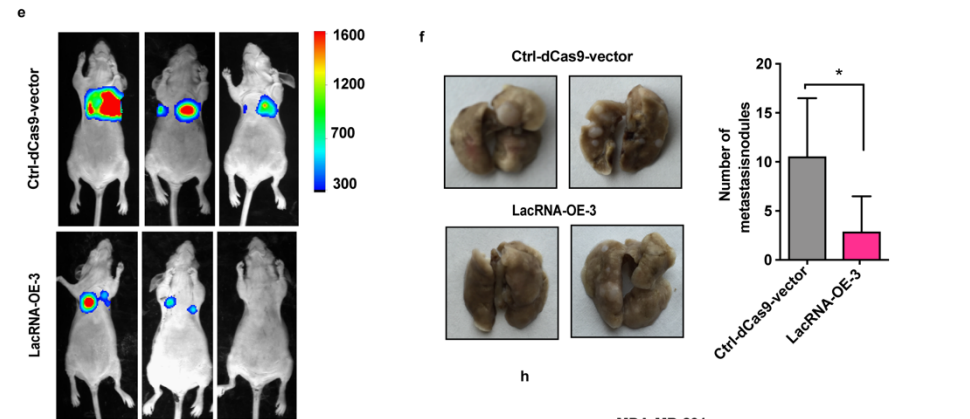 e
Ctrl-dCas9-vector
LacRNA-OE-3
1600
1200
700
300
f
Ctrl-dCas9-vector
LacRNA-OE-3
Number of
metastasisnodules
20
15
10
5
0
*
Ctrl-dCas9-vector
LacRNA-OE-3
h